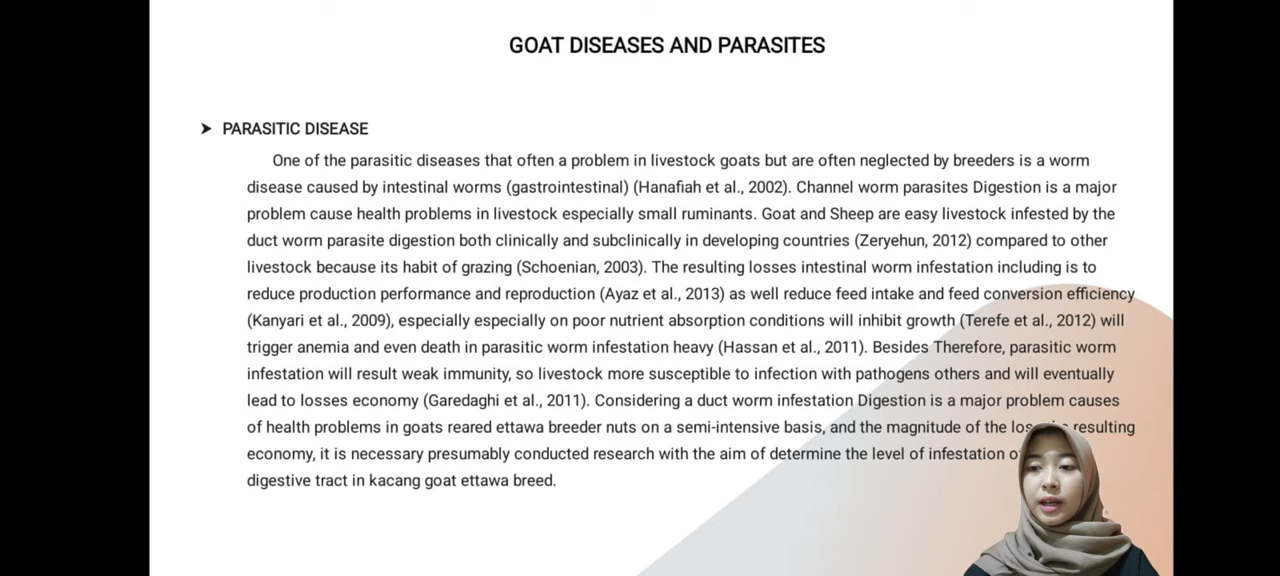 GOAT DISEASES AND PARASITES
➤ PARASITIC DISEASE
One of the parasitic diseases that often a problem in livestock goats but are often neglected by breeders is a worm
disease caused by intestinal worms (gastrointestinal) (Hanafiah et al., 2002). Channel worm parasites Digestion is a major
problem cause health problems in livestock especially small ruminants. Goat and Sheep are easy livestock infested by the
duct worm parasite digestion both clinically and subclinically in developing countries (Zeryehun, 2012) compared to other
livestock because its habit of grazing (Schoenian, 2003). The resulting losses intestinal worm infestation including is to
reduce production performance and reproduction (Ayaz et al., 2013) as well reduce feed intake and feed conversion efficiency
(Kanyari et al., 2009), especially especially on poor nutrient absorption conditions will inhibit growth (Terefe et al., 2012) will
trigger anemia and even death in parasitic worm infestation heavy (Hassan et al., 2011). Besides Therefore, parasitic worm
infestation will result weak immunity, so livestock more susceptible to infection with pathogens others and will eventually
lead to losses economy (Garedaghi et al., 2011). Considering a duct worm infestation Digestion is a major problem causes
of health problems in goats reared ettawa breeder nuts on a semi-intensive basis, and the magnitude of the resulting
economy, it is necessary presumably conducted research with the aim of determine the level of infestation
digestive tract in kacang goat ettawa breed.